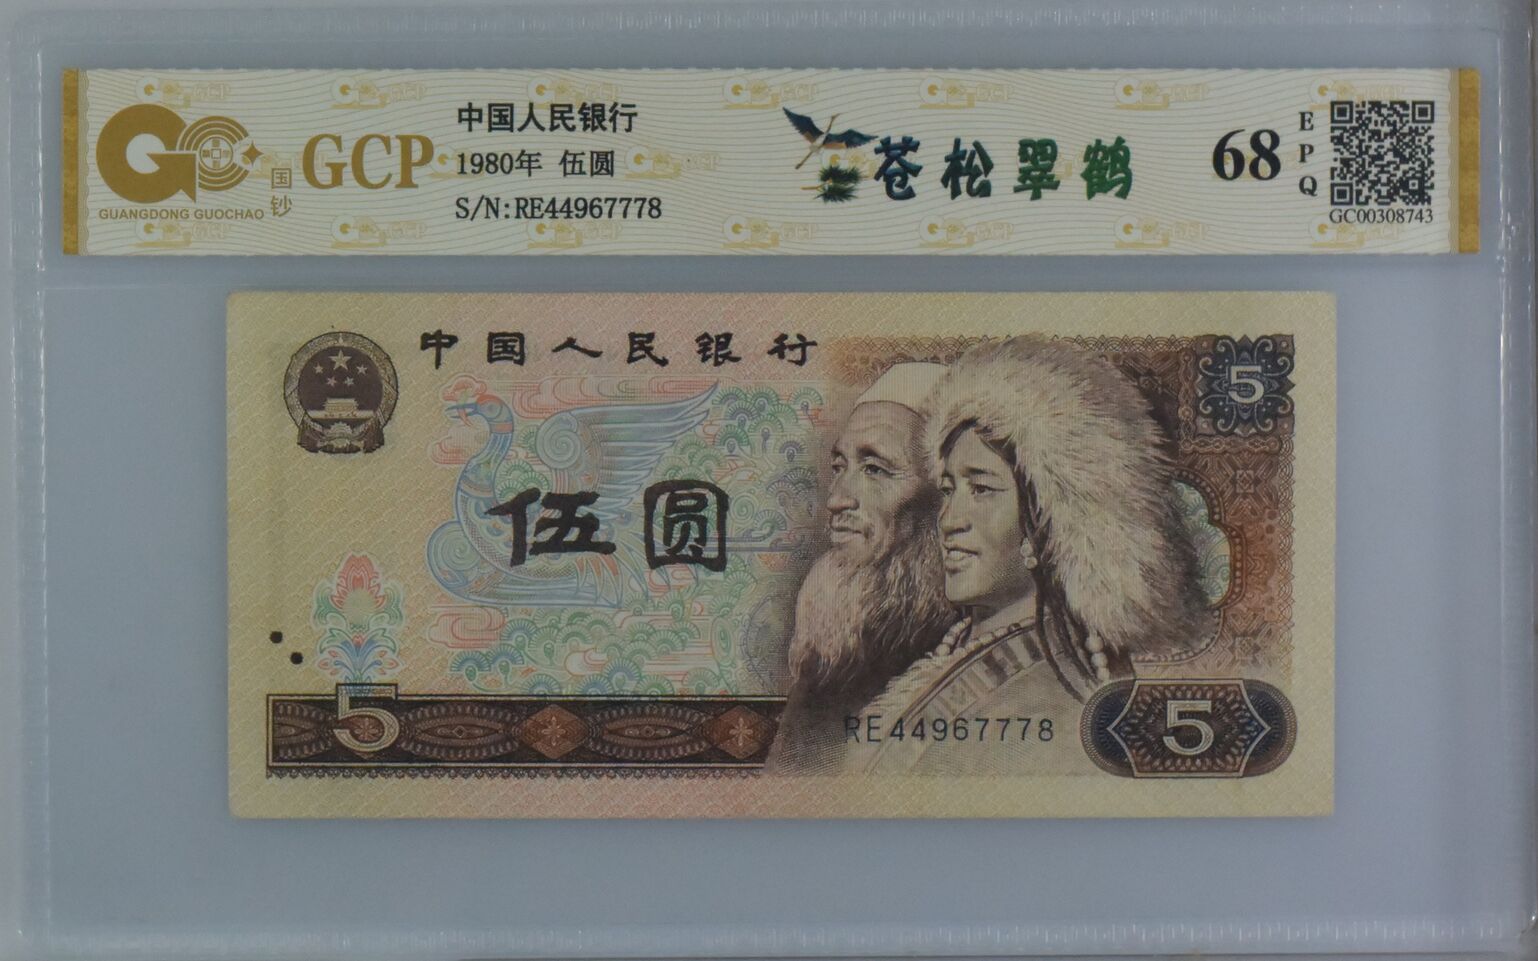 GUANGDONG GUOCHAO
国钞
GCP
中国人民银行
1980年 伍圆
S/N:RE44967778
苍松翠鹤
68
EPQ
GC00308743
中国人民银行
5
伍圆
5
RE44967778
5